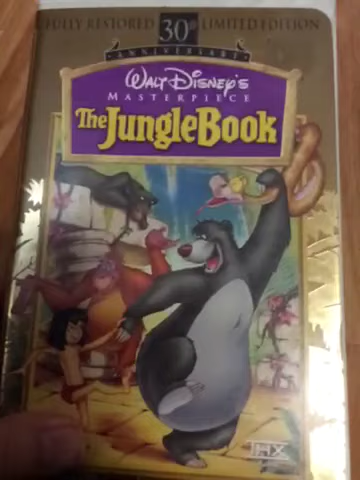 FULLY RESTORED 30th LIMITED EDITION
ANNIVERSARY
WALT DISNEY'S
MASTERPIECE
The Jungle Book
THX